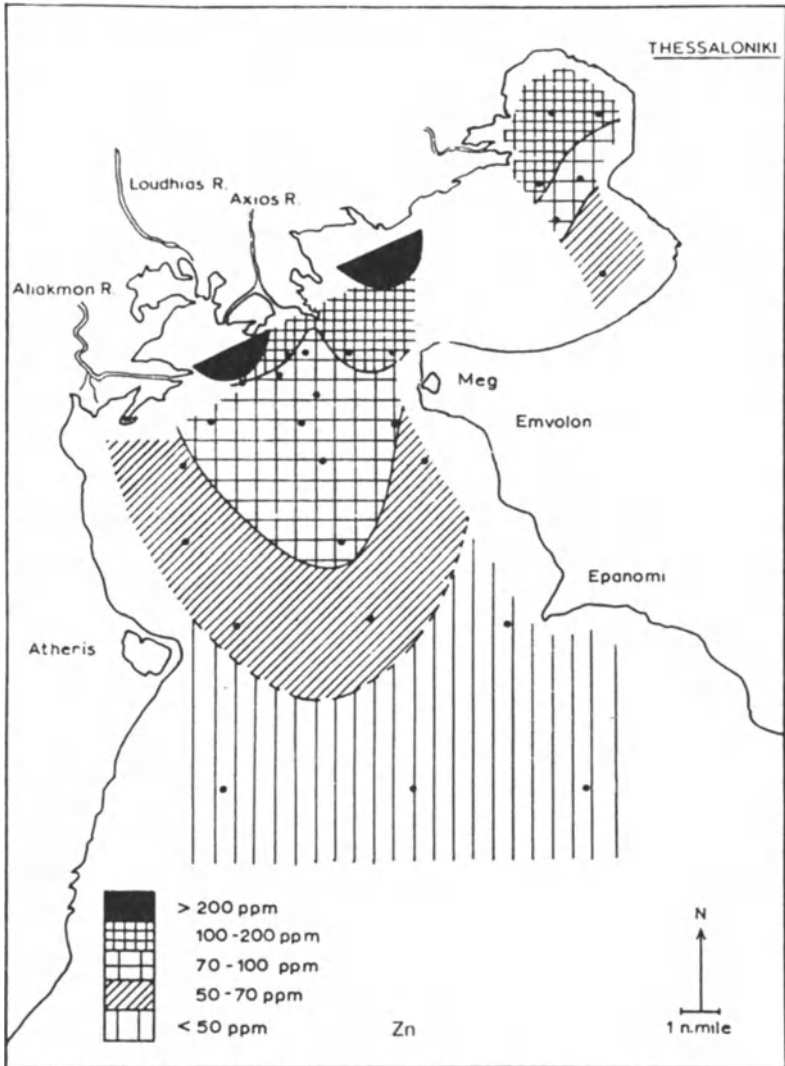 THESSALONIKI
Loudhias R.
Axios R.
Aliakmon R.
Meg
Emvolon
Epanomi
Atheris
> 200 ppm
100-200 ppm
70-100 ppm
50-70 ppm
< 50 ppm
Zn
N
1 n.mile